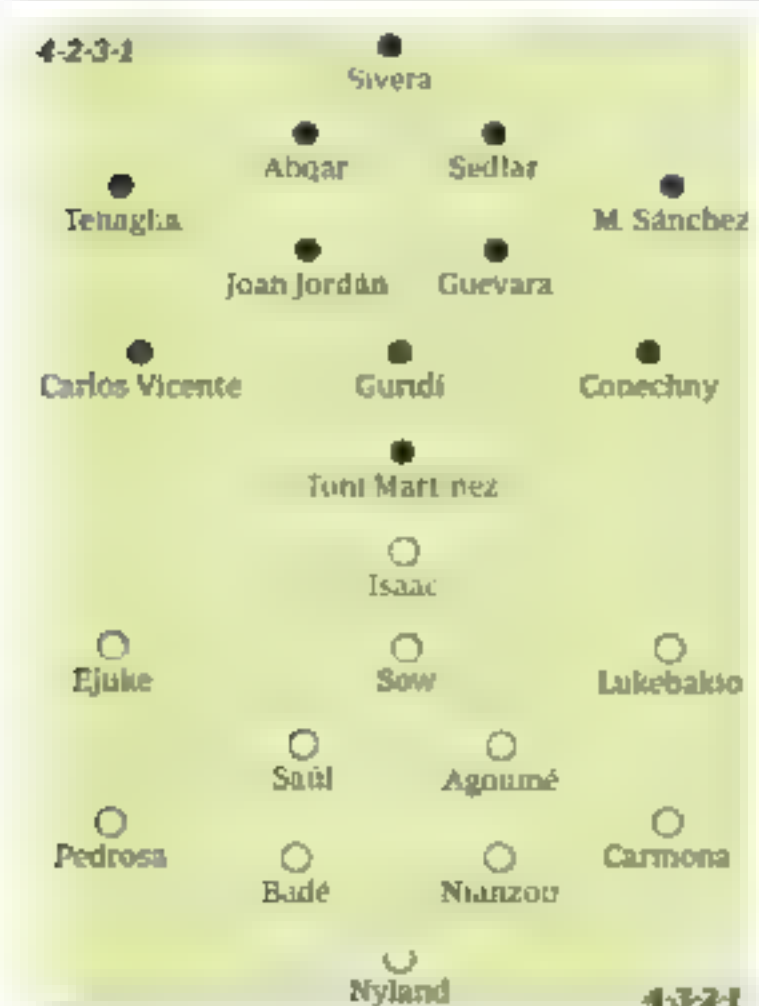 4-2-3-1
Sivera
Abqar Sedlar
Tenaglia M. Sánchez
Joan Jordán Guevara
Carlos Vicente Guridi Conechny
Toni Martínez
Isaac
Ejuke Sow Lukebakio
Saúl Agoumé
Pedrosa Carmona
Badé Nianzou
Nyland